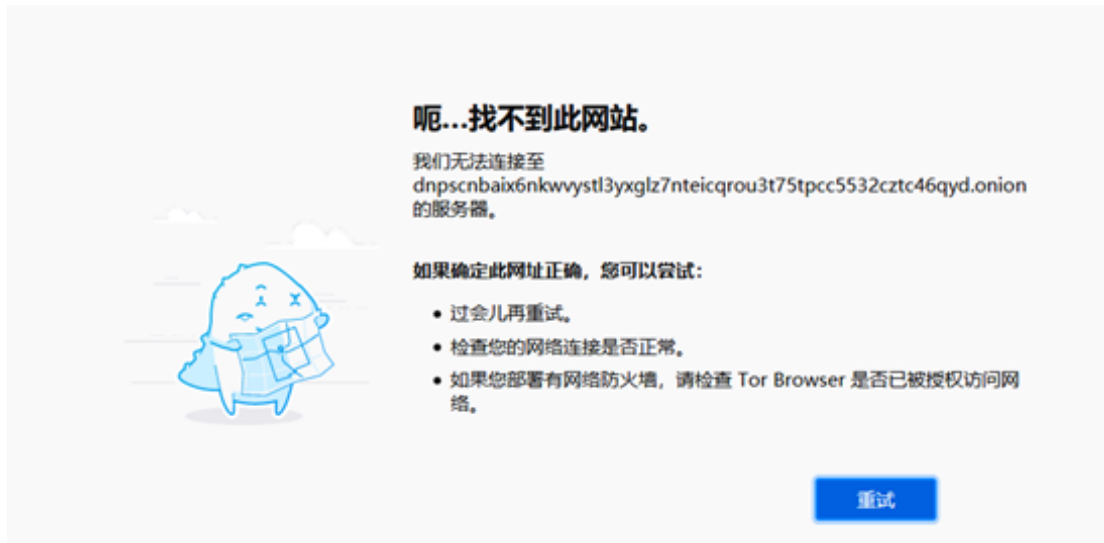 呃…找不到此网站。
我们无法连接至
dnpscnbaix6nkwvystl3yxglz7nteicqrou3t75tpcc5532cztc46qyd.onion
的服务器。
如果确定此网址正确，您可以尝试：
• 过会儿再重试。
• 检查您的网络连接是否正常。
• 如果您部署有网络防火墙，请检查 Tor Browser 是否已被授权访问网
络。
重试